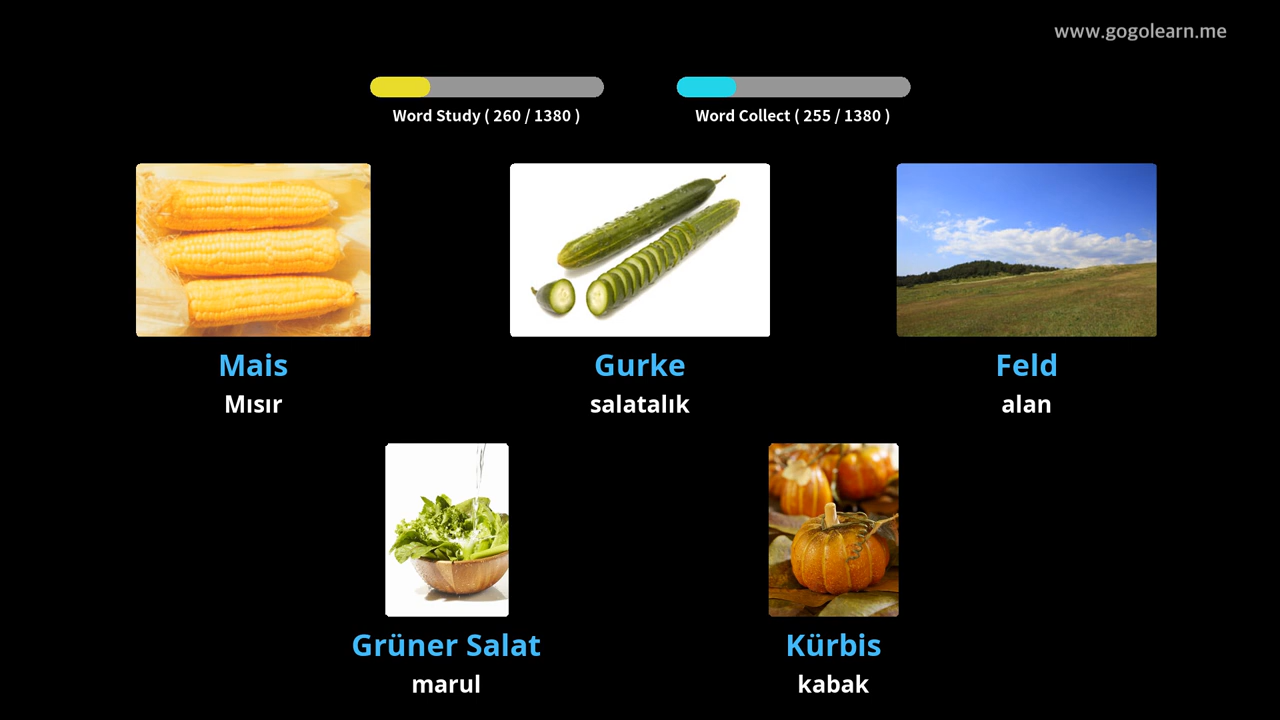 www.gogolearn.me
Word Study ( 260 / 1380 )
Word Collect ( 255 / 1380 )
Mais
Mısır
Gurke
salatalık
Feld
alan
Grüner Salat
marul
Kürbis
kabak